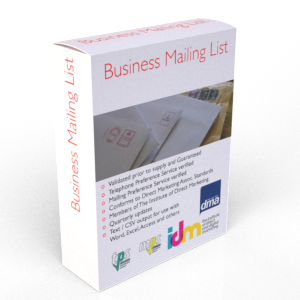 Business Mailing List
Business Mailing List
Validated prior to supply and Guaranteed
Telephone Preference Service verified
Mailing Preference Service verified
Conforms to Direct Marketing Assoc. Standards
Members of The Institute of Direct Marketing
Quarterly updates
Text / CSV output for use with
Word, Excel, Access and others
dma
idm
tps
mps